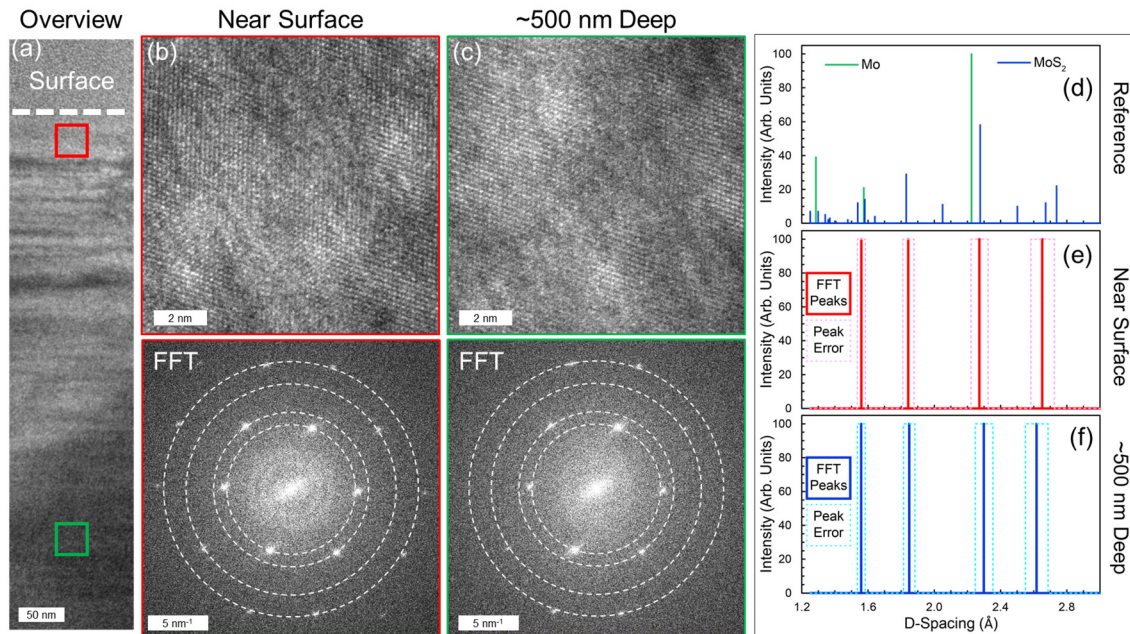 Overview
Near Surface
~500 nm Deep
(a)
Surface
50 nm
(b)
2 nm
(c)
2 nm
FFT
5 nm-1
FFT
5 nm-1
Intensity (Arb. Units)
100
80
60
40
20
0
Mo
MoS2
(d)
Reference
Intensity (Arb. Units)
100
80
60
40
20
0
FFT
Peaks
Peak
Error
(e)
Near Surface
Intensity (Arb. Units)
100
80
60
40
20
0
FFT
Peaks
Peak
Error
(f)
~500 nm Deep
1.2 1.6 2.0 2.4 2.8
D-Spacing (Å)